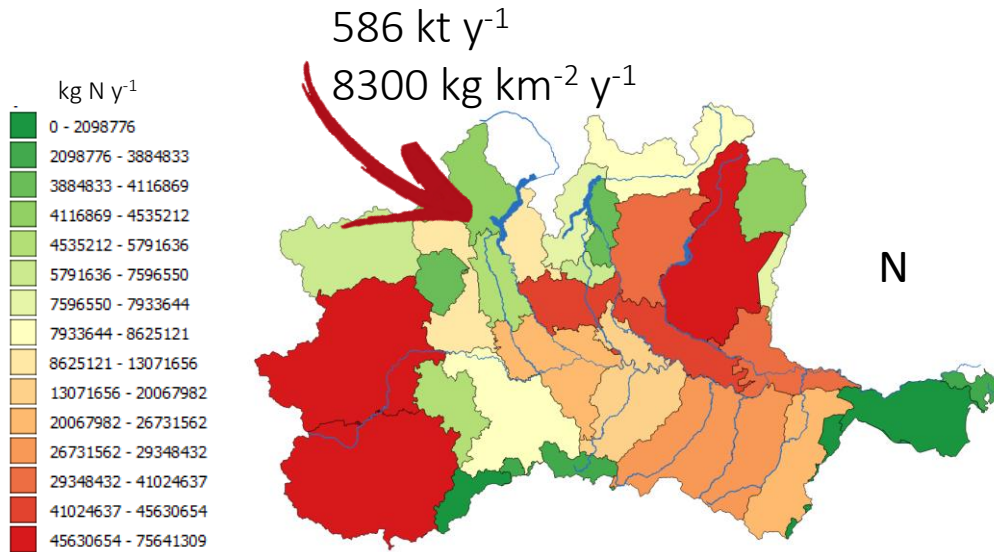 586 kt y⁻¹
8300 kg km⁻² y⁻¹
kg N y⁻¹
0 - 2098776
2098776 - 3884833
3884833 - 4116869
4116869 - 4535212
4535212 - 5791636
5791636 - 7596550
7596550 - 7933644
7933644 - 8625121
8625121 - 13071656
13071656 - 20067982
20067982 - 26731562
26731562 - 29348432
29348432 - 41024637
41024637 - 45630654
45630654 - 75641309
N